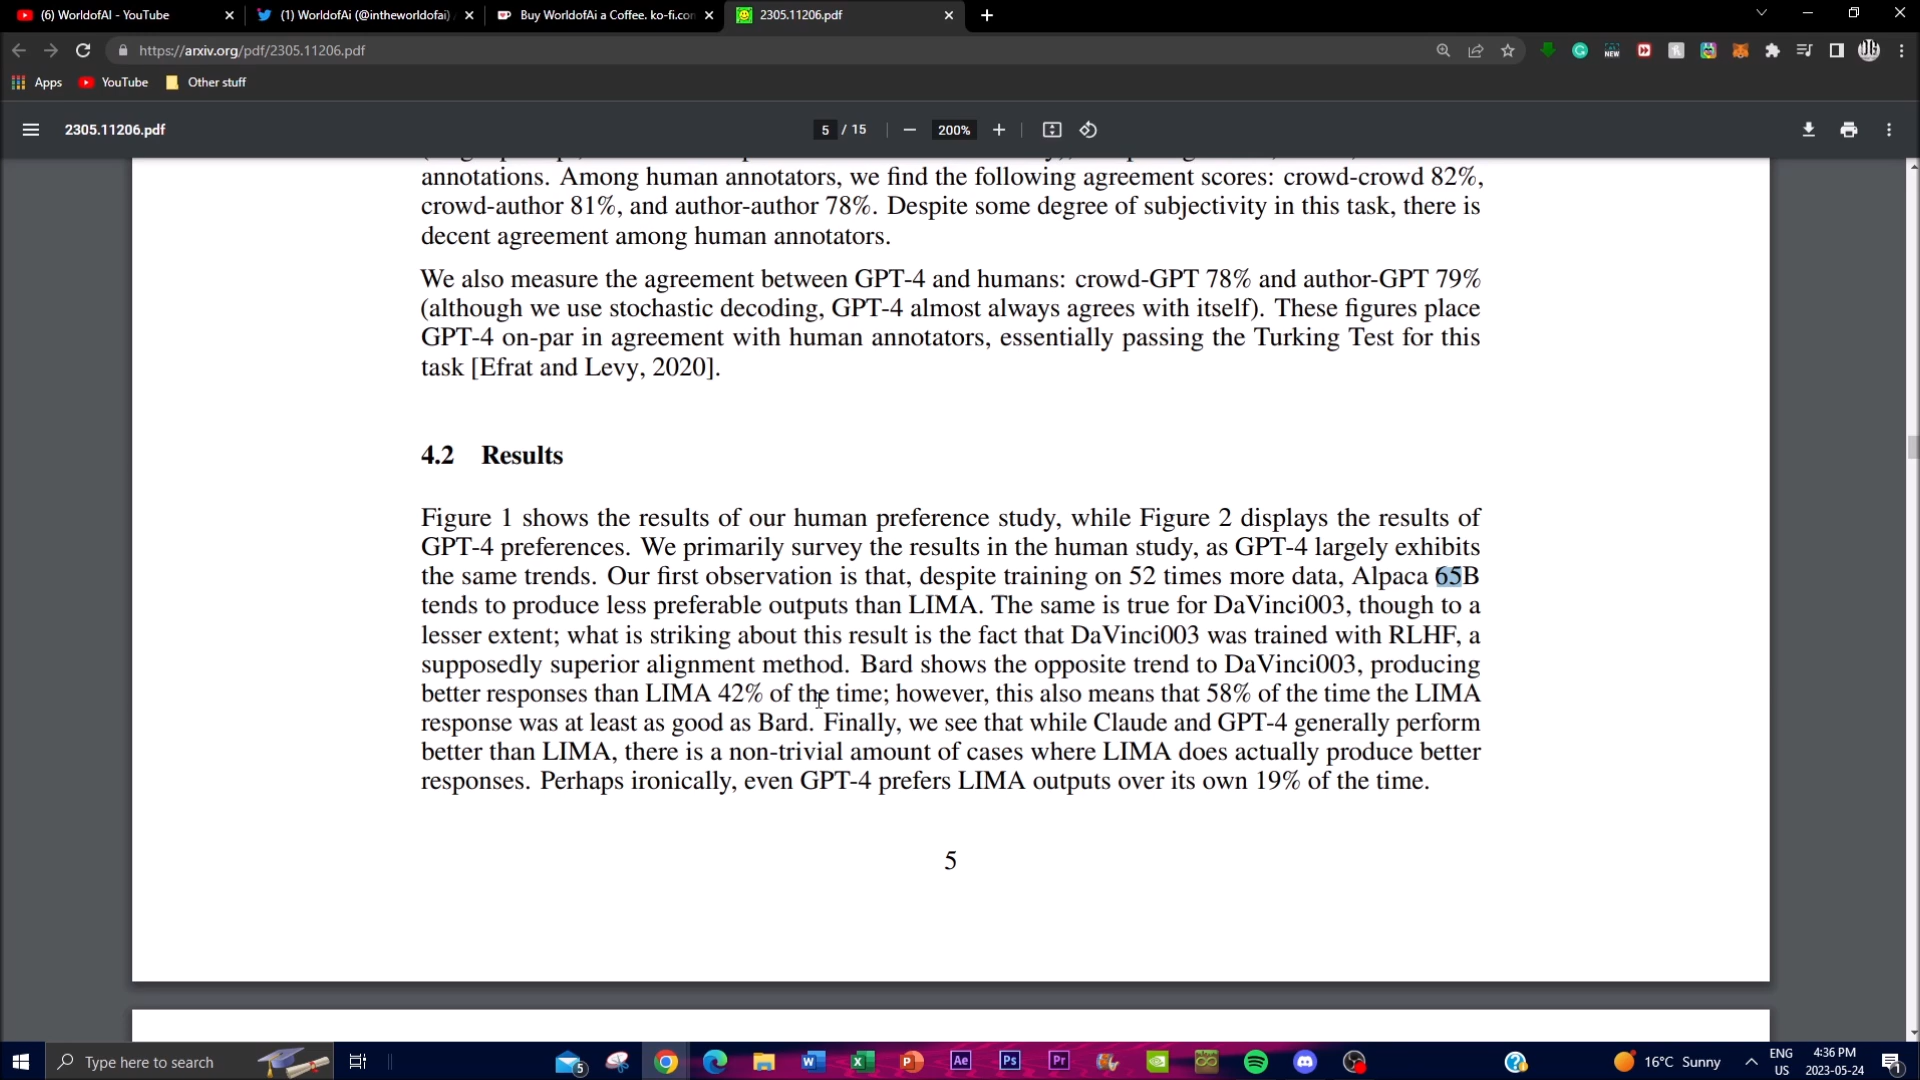 (6) WorldofAI - YouTube
(1) WorldofAi (@intheworldofai) /
Buy WorldofAi a Coffee. ko-fi.con
2305.11206.pdf
https://arxiv.org/pdf/2305.11206.pdf
NEW
Apps
YouTube
Other stuff
2305.11206.pdf
5 / 15
200%
annotations. Among human annotators, we find the following agreement scores: crowd-crowd 82%,
crowd-author 81%, and author-author 78%. Despite some degree of subjectivity in this task, there is
decent agreement among human annotators.
We also measure the agreement between GPT-4 and humans: crowd-GPT 78% and author-GPT 79%
(although we use stochastic decoding, GPT-4 almost always agrees with itself). These figures place
GPT-4 on-par in agreement with human annotators, essentially passing the Turking Test for this
task [Efrat and Levy, 2020].
4.2 Results
Figure 1 shows the results of our human preference study, while Figure 2 displays the results of
GPT-4 preferences. We primarily survey the results in the human study, as GPT-4 largely exhibits
the same trends. Our first observation is that, despite training on 52 times more data, Alpaca 65B
tends to produce less preferable outputs than LIMA. The same is true for DaVinci003, though to a
lesser extent; what is striking about this result is the fact that DaVinci003 was trained with RLHF, a
supposedly superior alignment method. Bard shows the opposite trend to DaVinci003, producing
better responses than LIMA 42% of the time; however, this also means that 58% of the time the LIMA
response was at least as good as Bard. Finally, we see that while Claude and GPT-4 generally perform
better than LIMA, there is a non-trivial amount of cases where LIMA does actually produce better
responses. Perhaps ironically, even GPT-4 prefers LIMA outputs over its own 19% of the time.
5
Type here to search
5
Ae
Ps
Pr
16°C Sunny
ENG
US
4:36 PM
2023-05-24
1